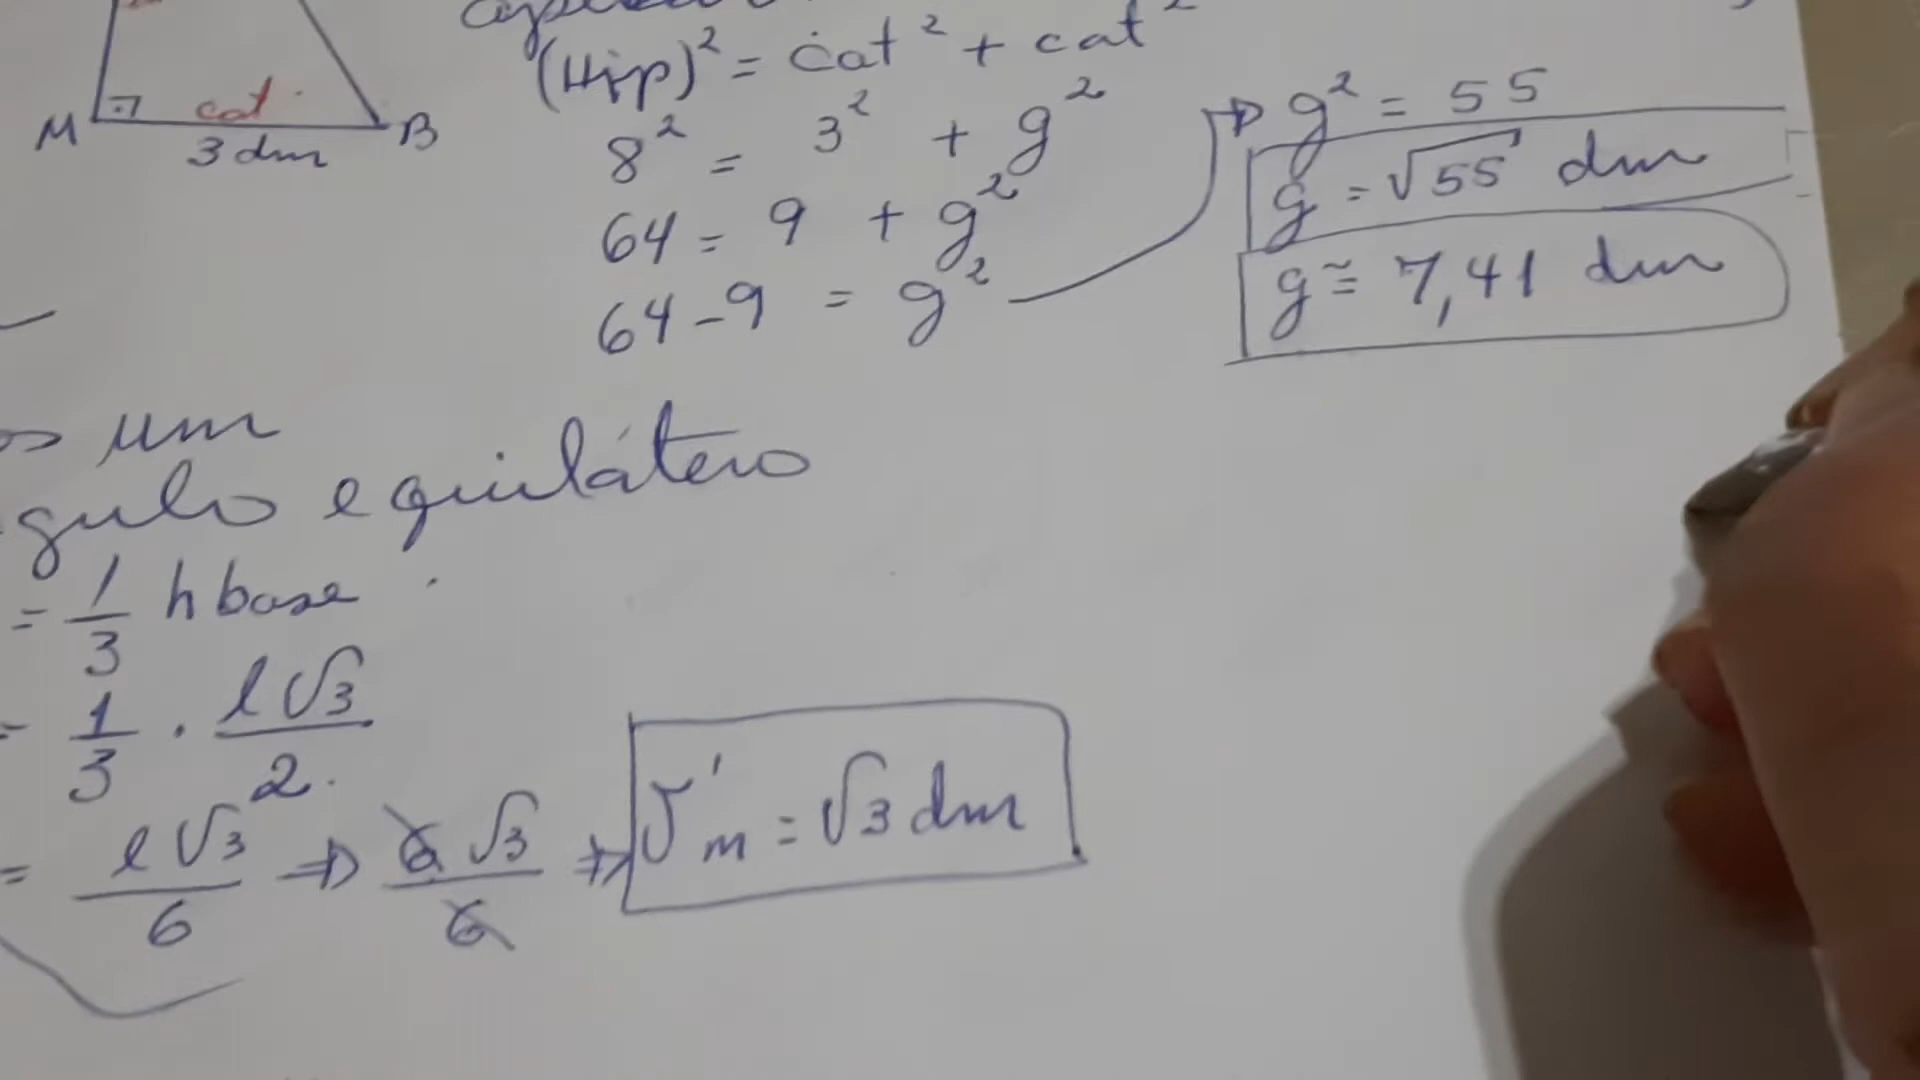 (Hip)² = cat² + cat²
M cat B
3 dm
8² = 3² + g²
64 = 9 + g²
64 - 9 = g²
⇒ g² = 55
g = √55 dm
g ≅ 7,41 dm
um
gulo equilátero
= 1/3 h base
= 1/3 . l√3/2
= l√3/6 ⇒ 6√3/6 ⇒ m' = √3 dm